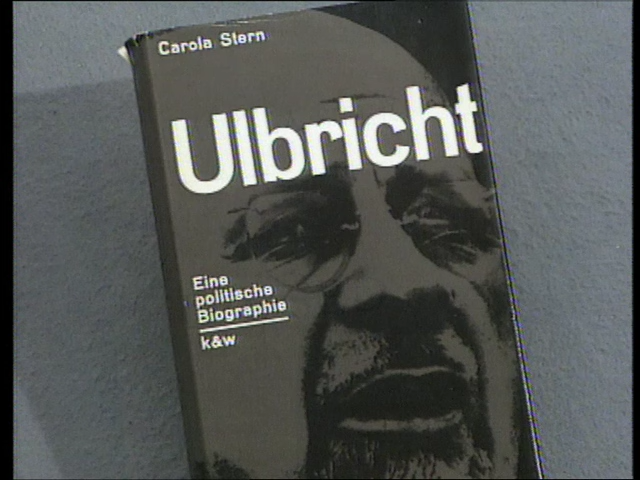 Carola Stern
Ulbricht
Eine
politische
Biographie
k&w